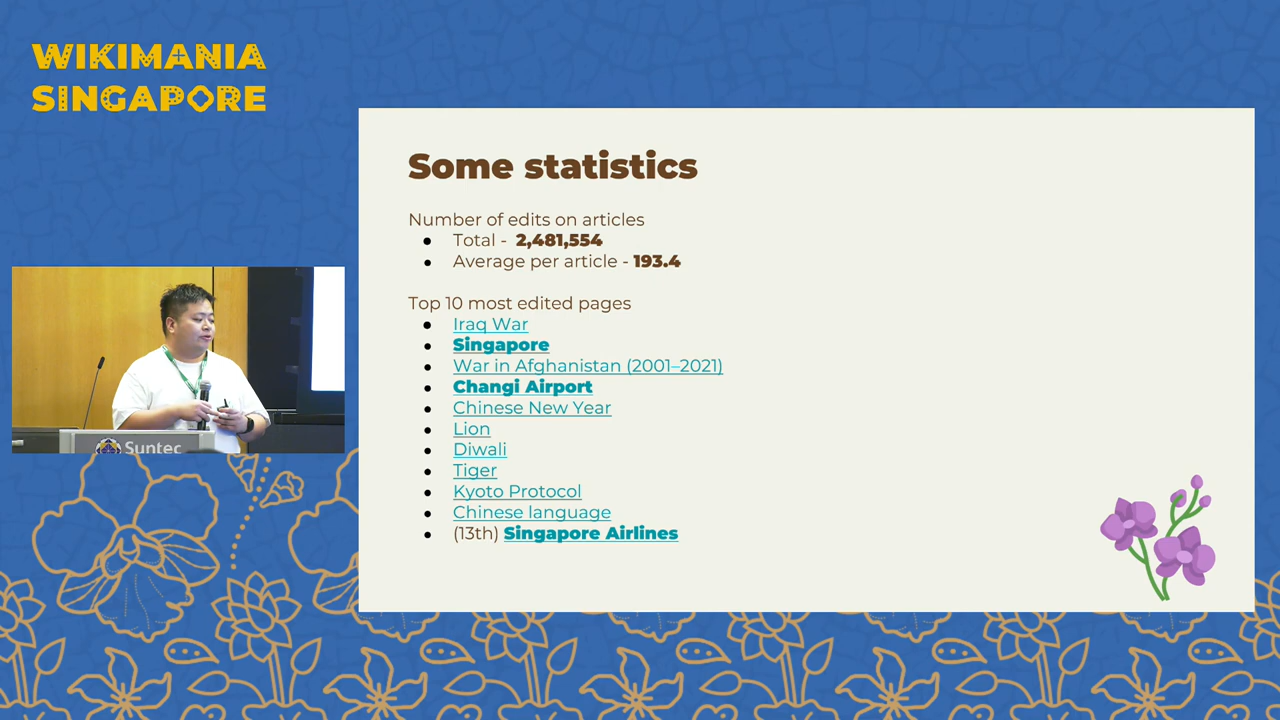 WIKIMANIA
SINGAPORE
Some statistics
Number of edits on articles
● Total - 2,481,554
● Average per article - 193.4
Top 10 most edited pages
● Iraq War
● Singapore
● War in Afghanistan (2001–2021)
● Changi Airport
● Chinese New Year
● Lion
● Diwali
● Tiger
● Kyoto Protocol
● Chinese language
● (13th) Singapore Airlines
Suntec